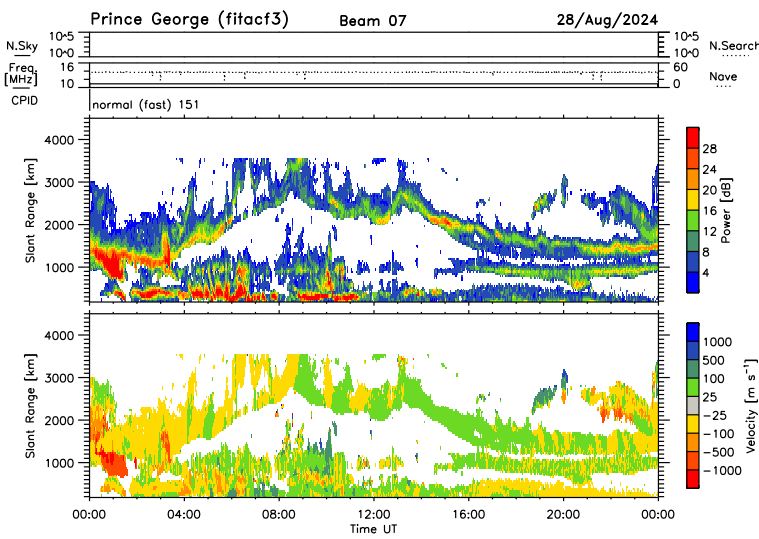 Prince George (fitacf3) Beam 07 28/Aug/2024
N.Sky 10^5 10^0 10^5 10^0 N.Search
Freq. [MHz] 16 10 60 0 Nave
CPID normal (fast) 151
Slant Range [km] 4000 3000 2000 1000
Power [dB] 28 24 20 16 12 8 4
Slant Range [km] 4000 3000 2000 1000
Velocity [m s⁻¹] 1000 500 100 25 −25 −100 −500 −1000
00:00 04:00 08:00 12:00 16:00 20:00 00:00
Time UT